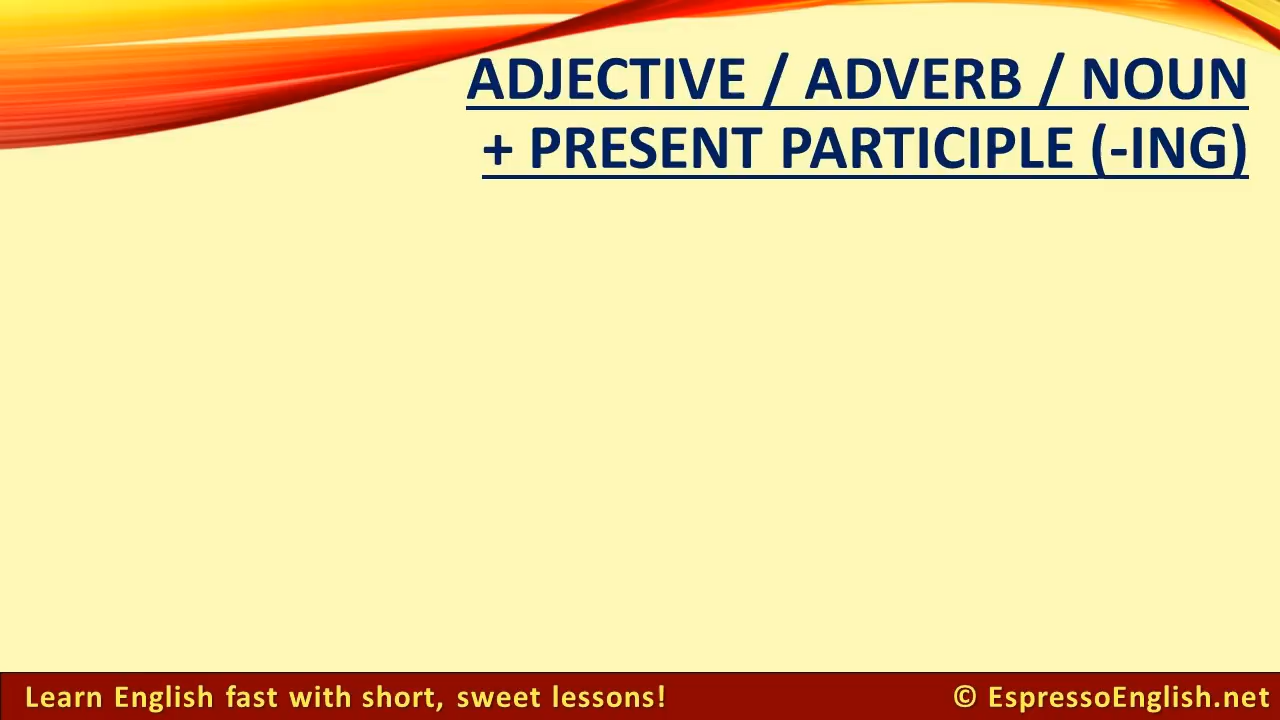 ADJECTIVE / ADVERB / NOUN
+ PRESENT PARTICIPLE (-ING)
Learn English fast with short, sweet lessons!
© EspressoEnglish.net